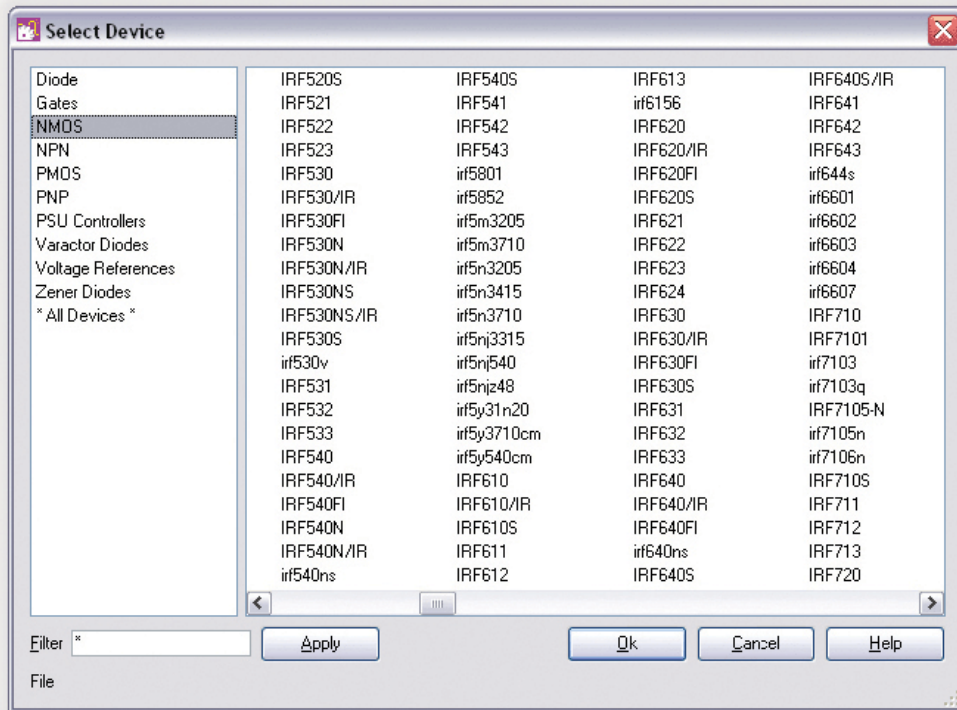 Select Device
Diode
Gates
NMOS
NPN
PMOS
PNP
PSU Controllers
Varactor Diodes
Voltage References
Zener Diodes
* All Devices *
IRF520S
IRF521
IRF522
IRF523
IRF530
IRF530/IR
IRF530FI
IRF530N
IRF530N/IR
IRF530NS
IRF530NS/IR
IRF530S
irf530v
IRF531
IRF532
IRF533
IRF540
IRF540/IR
IRF540FI
IRF540N
IRF540N/IR
irf540ns
IRF540S
IRF541
IRF542
IRF543
irf5801
irf5852
irf5m3205
irf5m3710
irf5n3205
irf5n3415
irf5n3710
irf5nj3315
irf5nj540
irf5njz48
irf5y31n20
irf5y3710cm
irf5y540cm
IRF610
IRF610/IR
IRF610S
IRF611
IRF612
IRF613
irf6156
IRF620
IRF620/IR
IRF620FI
IRF620S
IRF621
IRF622
IRF623
IRF624
IRF630
IRF630/IR
IRF630FI
IRF630S
IRF631
IRF632
IRF633
IRF640
IRF640/IR
IRF640FI
irf640ns
IRF640S
IRF640S/IR
IRF641
IRF642
IRF643
irf644s
irf6601
irf6602
irf6603
irf6604
irf6607
IRF710
IRF7101
irf7103
irf7103q
IRF7105-N
irf7105n
irf7106n
IRF710S
IRF711
IRF712
IRF713
IRF720
Filter * Apply Ok Cancel Help
File